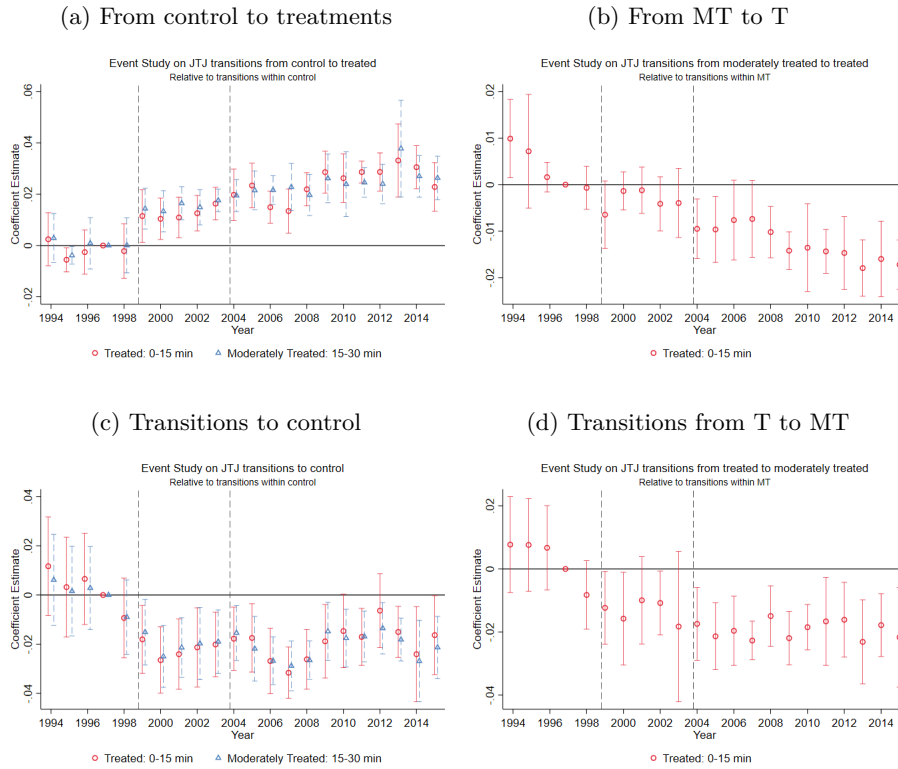 (a) From control to treatments
Event Study on JTJ transitions from control to treated
Relative to transitions within control
Coefficient Estimate
.06
.04
.02
0
-.02
1994 1996 1998 2000 2002 2004 2006 2008 2010 2012 2014
Year
Treated: 0-15 min Moderately Treated: 15-30 min
(b) From MT to T
Event Study on JTJ transitions from moderately treated to treated
Relative to transitions within MT
Coefficient Estimate
.02
.01
0
-.01
-.02
1994 1996 1998 2000 2002 2004 2006 2008 2010 2012 2014
Year
Treated: 0-15 min
(c) Transitions to control
Event Study on JTJ transitions to control
Relative to transitions within control
Coefficient Estimate
.04
.02
0
-.02
-.04
1994 1996 1998 2000 2002 2004 2006 2008 2010 2012 2014
Year
Treated: 0-15 min Moderately Treated: 15-30 min
(d) Transitions from T to MT
Event Study on JTJ transitions from treated to moderately treated
Relative to transitions within MT
Coefficient Estimate
.02
0
-.02
-.04
1994 1996 1998 2000 2002 2004 2006 2008 2010 2012 2014
Year
Treated: 0-15 min